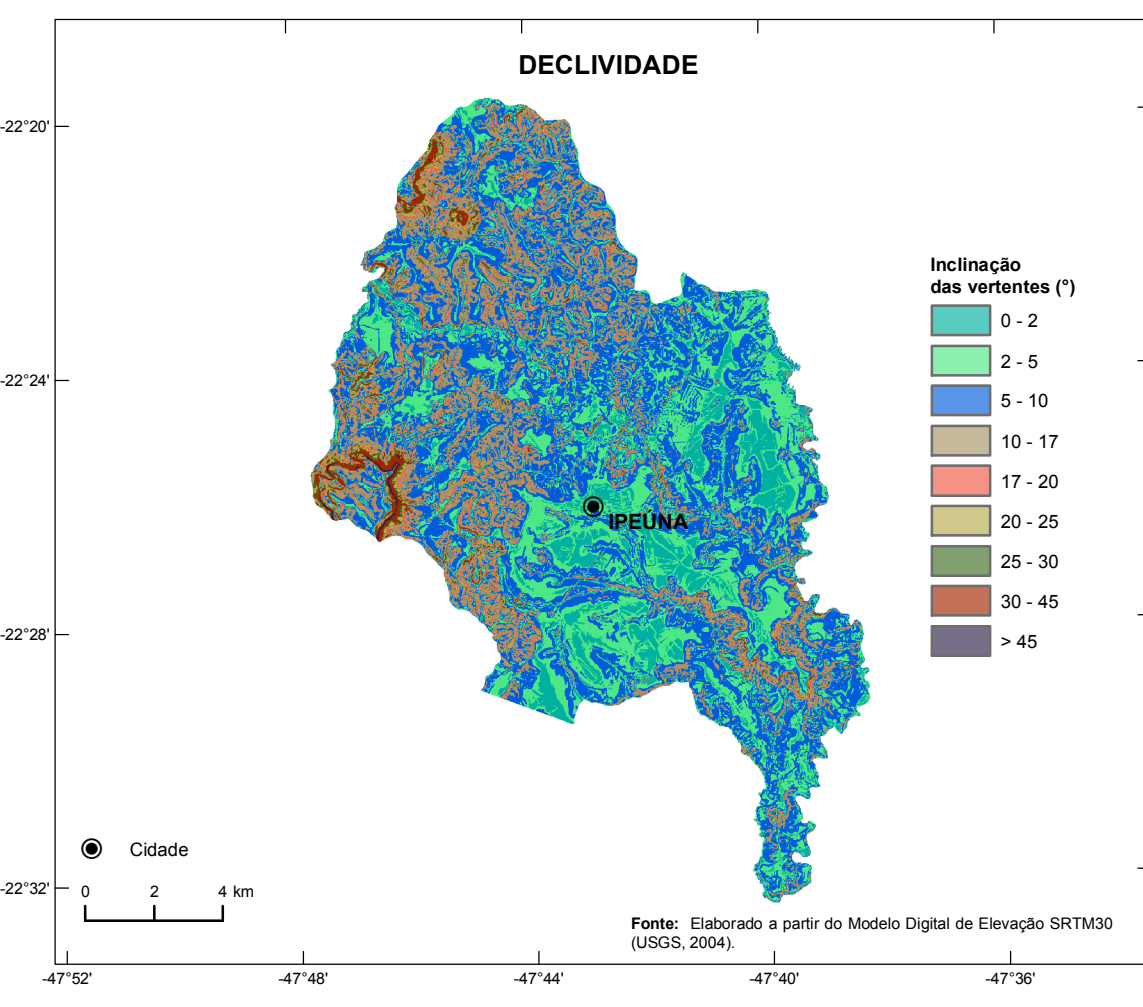 DECLIVIDADE
-22°20'
-22°24'
-22°28'
-22°32'
Inclinação
das vertentes (°)
0 - 2
2 - 5
5 - 10
10 - 17
17 - 20
20 - 25
25 - 30
30 - 45
> 45
IPEÚNA
Cidade
0 2 4 km
Fonte: Elaborado a partir do Modelo Digital de Elevação SRTM30
(USGS, 2004).
-47°52' -47°48' -47°44' -47°40' -47°36'